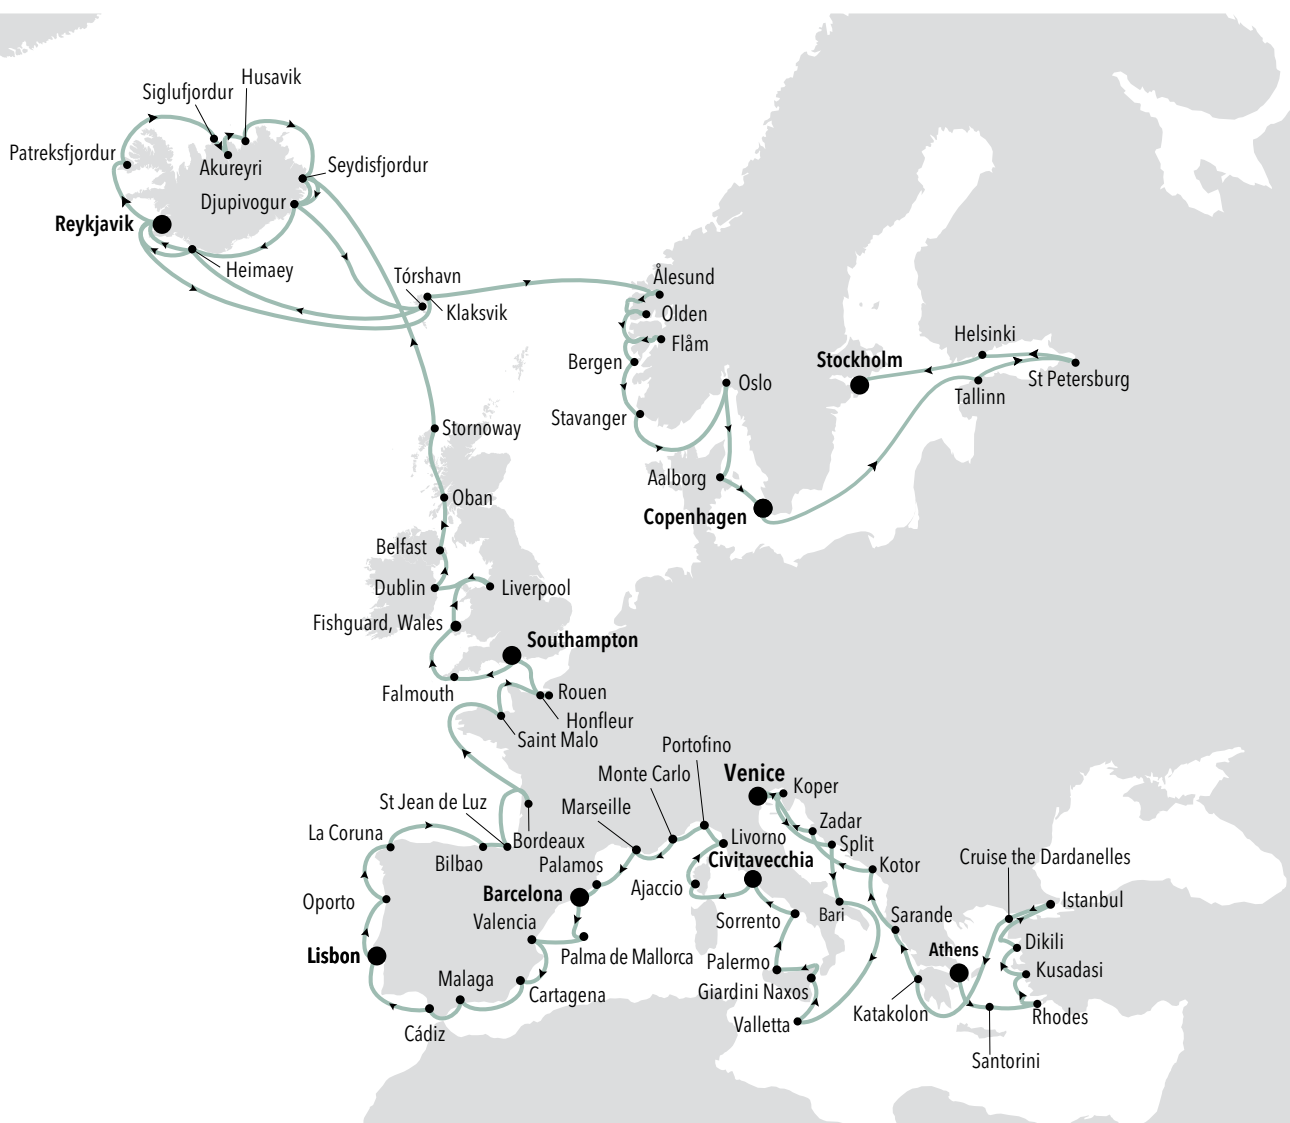 Husavik
Siglufjordur
Patreksfjordur
Akureyri
Seydisfjordur
Djupivogur
Reykjavik
Heimaey
Tórshavn
Klaksvik
Ålesund
Olden
Flåm
Bergen
Stavanger
Oslo
Stockholm
Helsinki
St Petersburg
Tallinn
Aalborg
Copenhagen
Stornoway
Oban
Belfast
Dublin
Liverpool
Fishguard, Wales
Southampton
Falmouth
Rouen
Honfleur
Saint Malo
Portofino
Monte Carlo
Venice
Koper
St Jean de Luz
Marseille
Zadar
La Coruna
Bordeaux
Livorno
Split
Bilbao
Palamos
Civitavecchia
Kotor
Cruise the Dardanelles
Barcelona
Ajaccio
Oporto
Istanbul
Valencia
Sorrento
Bari
Sarande
Lisbon
Palma de Mallorca
Palermo
Athens
Dikili
Kusadasi
Malaga
Cartagena
Giardini Naxos
Katakolon
Rhodes
Cádiz
Valletta
Santorini